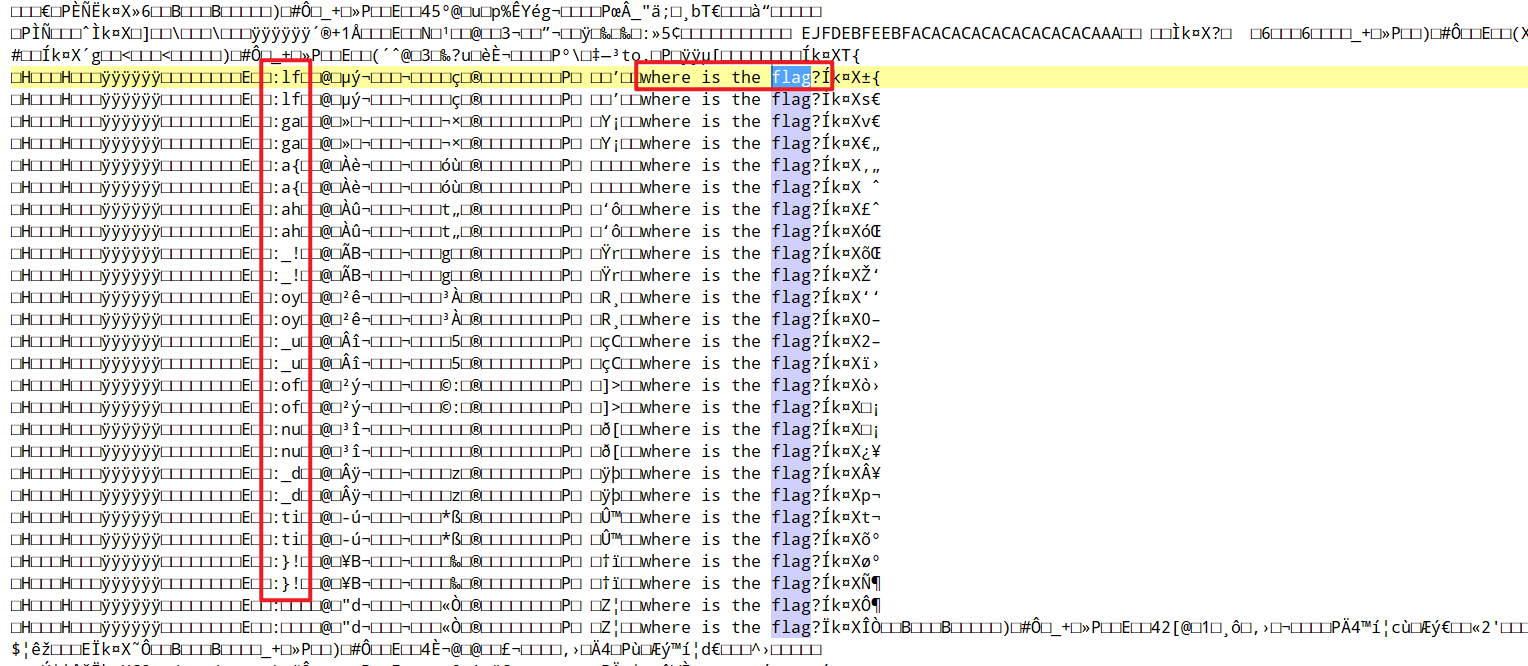 □□□€□PÈÑËk¤X»6□□B□□□B□□□□□)□#Ô□_+□»P□□E□□45º@□u□p%ÊYég¬□□□□PœÂ_"ä;□¸bT€□□□à“□□□□□
□PÌÑ□□□ˆÌk¤X□]□□\□□□\□□□ÿÿÿÿÿÿ´®+1Å□□□E□□N□¹□□@□□3¬□□”¬□□ÿ□‰□‰□:»5¢□□□□□□□□□□□ EJFDEBFEEBFACACACACACACACACACAAA□□ □□Ìk¤X?□ □6□□□6□□□□_+□»P□□)□#Ô□□E□□(X
#□□Ík¤X´g□□<□□□<□□□□□)□#Ô□_+□»P□□E□□(´ˆ@□3□‰?u□èÈ¬□□□□Pº\□‡—³to.□P□ÿÿµ[□□□□□□□□Ík¤XT{
□H□□□H□□□ÿÿÿÿÿÿ□□□□□□□□E□□:lf□□@□µý¬□□□¬□□□□ç□®□□□□□□□□P□ □□’□□where is the flag?Ík¤X±{
□H□□□H□□□ÿÿÿÿÿÿ□□□□□□□□E□□:lf□□@□µý¬□□□¬□□□□ç□®□□□□□□□□P□ □□’□□where is the flag?Ík¤Xs€
□H□□□H□□□ÿÿÿÿÿÿ□□□□□□□□E□□:ga□□@□»□¬□□□¬□□□¬×□®□□□□□□□□P□ □Y¡□□where is the flag?Ík¤Xv€
□H□□□H□□□ÿÿÿÿÿÿ□□□□□□□□E□□:ga□□@□»□¬□□□¬□□□¬×□®□□□□□□□□P□ □Y¡□□where is the flag?Ík¤X€„
□H□□□H□□□ÿÿÿÿÿÿ□□□□□□□□E□□:a{□□@□Àè¬□□□¬□□□óù□®□□□□□□□□P□ □□□□□where is the flag?Ík¤X‚„
□H□□□H□□□ÿÿÿÿÿÿ□□□□□□□□E□□:a{□□@□Àè¬□□□¬□□□óù□®□□□□□□□□P□ □□□□□where is the flag?Ík¤X ˆ
□H□□□H□□□ÿÿÿÿÿÿ□□□□□□□□E□□:ah□□@□Àû¬□□□¬□□□t„□®□□□□□□□□P□ □‘ô□□where is the flag?Ík¤X£ˆ
□H□□□H□□□ÿÿÿÿÿÿ□□□□□□□□E□□:ah□□@□Àû¬□□□¬□□□t„□®□□□□□□□□P□ □‘ô□□where is the flag?Ík¤XóŒ
□H□□□H□□□ÿÿÿÿÿÿ□□□□□□□□E□□:_!□□@□ÃB¬□□□¬□□□g□□®□□□□□□□□P□ □Ÿr□□where is the flag?Ík¤XõŒ
□H□□□H□□□ÿÿÿÿÿÿ□□□□□□□□E□□:_!□□@□ÃB¬□□□¬□□□g□□®□□□□□□□□P□ □Ÿr□□where is the flag?Ík¤XŽ‘
□H□□□H□□□ÿÿÿÿÿÿ□□□□□□□□E□□:oy□□@□²ê¬□□□¬□□□³À□®□□□□□□□□P□ □R¸□□where is the flag?Ík¤X‘‘
□H□□□H□□□ÿÿÿÿÿÿ□□□□□□□□E□□:oy□□@□²ê¬□□□¬□□□³À□®□□□□□□□□P□ □R¸□□where is the flag?Ík¤X0–
□H□□□H□□□ÿÿÿÿÿÿ□□□□□□□□E□□:_u□□@□Âî¬□□□¬□□□□5□®□□□□□□□□P□ □çC□□where is the flag?Ík¤X2–
□H□□□H□□□ÿÿÿÿÿÿ□□□□□□□□E□□:_u□□@□Âî¬□□□¬□□□□5□®□□□□□□□□P□ □çC□□where is the flag?Ík¤Xï›
□H□□□H□□□ÿÿÿÿÿÿ□□□□□□□□E□□:of□□@□²ý¬□□□¬□□□©:□®□□□□□□□□P□ □]>□□where is the flag?Ík¤Xò›
□H□□□H□□□ÿÿÿÿÿÿ□□□□□□□□E□□:of□□@□²ý¬□□□¬□□□©:□®□□□□□□□□P□ □]>□□where is the flag?Ík¤X□¡
□H□□□H□□□ÿÿÿÿÿÿ□□□□□□□□E□□:nu□□@□³î¬□□□¬□□□□□□®□□□□□□□□P□ □ð[□□where is the flag?Ík¤X□¡
□H□□□H□□□ÿÿÿÿÿÿ□□□□□□□□E□□:nu□□@□³î¬□□□¬□□□□□□®□□□□□□□□P□ □ð[□□where is the flag?Ík¤X¿¥
□H□□□H□□□ÿÿÿÿÿÿ□□□□□□□□E□□:_d□□@□Âÿ¬□□□¬□□□□z□®□□□□□□□□P□ □ÿþ□□where is the flag?Ík¤XÂ¥
□H□□□H□□□ÿÿÿÿÿÿ□□□□□□□□E□□:_d□□@□Âÿ¬□□□¬□□□□z□®□□□□□□□□P□ □ÿþ□□where is the flag?Ík¤Xp¬
□H□□□H□□□ÿÿÿÿÿÿ□□□□□□□□E□□:ti□□@□-ú¬□□□¬□□□*ß□®□□□□□□□□P□ □Û™□□where is the flag?Ík¤Xt¬
□H□□□H□□□ÿÿÿÿÿÿ□□□□□□□□E□□:ti□□@□-ú¬□□□¬□□□*ß□®□□□□□□□□P□ □Û™□□where is the flag?Ík¤Xõº
□H□□□H□□□ÿÿÿÿÿÿ□□□□□□□□E□□:}!□□@□¥B¬□□□¬□□□□‰□®□□□□□□□□P□ □†ï□□where is the flag?Ík¤Xøº
□H□□□H□□□ÿÿÿÿÿÿ□□□□□□□□E□□:}!□□@□¥B¬□□□¬□□□□‰□®□□□□□□□□P□ □†ï□□where is the flag?Ík¤XÑ¶
□H□□□H□□□ÿÿÿÿÿÿ□□□□□□□□E□□:□□□□@□"d¬□□□¬□□□«Ò□®□□□□□□□□P□ □Z¦□□where is the flag?Ík¤XÔ¶
□H□□□H□□□ÿÿÿÿÿÿ□□□□□□□□E□□:□□□□@□"d¬□□□¬□□□«Ò□®□□□□□□□□P□ □Z¦□□where is the flag?Ïk¤XÎÒ□□B□□□B□□□□□)□#Ô□_+□»P□□E□□42[@□1□¸ô□‚›□¬□□□□PÄ4™í¦cù□□Æý€□□«2'□□□
$¦êž□□EÏk¤X˜Ô□□B□□□B□□□□_+□»P□□)□#Ô□□E□□4È¬@□@□□£¬□□□‚›□Ä4□PùÆý™í¦d€□□□^›□□□□□